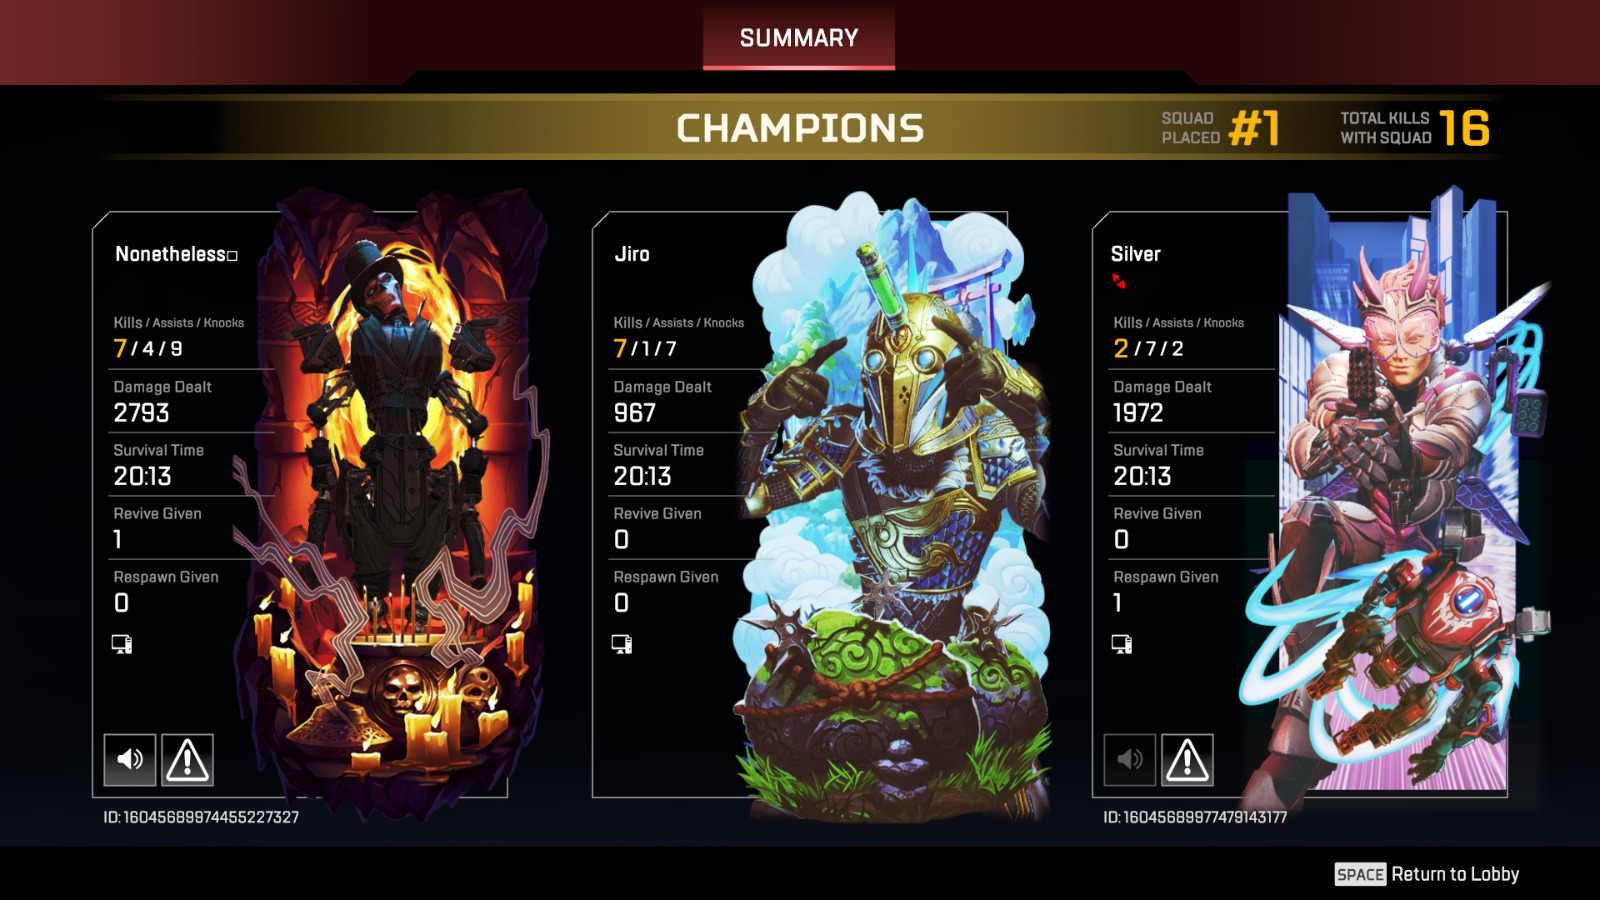 SUMMARY
CHAMPIONS
SQUAD PLACED #1
TOTAL KILLS WITH SQUAD 16
Nonetheless□
Kills / Assists / Knocks
7 / 4 / 9
Damage Dealt
2793
Survival Time
20:13
Revive Given
1
Respawn Given
0
ID: 16045689974455227327
Jiro
Kills / Assists / Knocks
7 / 1 / 7
Damage Dealt
967
Survival Time
20:13
Revive Given
0
Respawn Given
0
Silver
Kills / Assists / Knocks
2 / 7 / 2
Damage Dealt
1972
Survival Time
20:13
Revive Given
0
Respawn Given
1
ID: 16045689977479143177
SPACE Return to Lobby